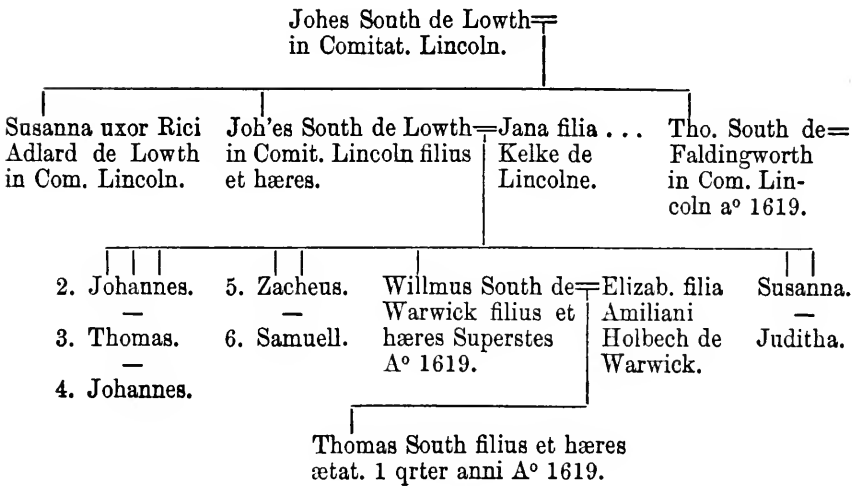 Johes South de Lowth=
in Comitat. Lincoln.
Susanna uxor Rici
Adlard de Lowth
in Com. Lincoln.
Joh'es South de Lowth=
in Comit. Lincoln filius
et hæres.
Jana filia ...
Kelke de
Lincolne.
Tho. South de=
Faldingworth
in Com. Lin-
coln aº 1619.
2. Johannes.
—
3. Thomas.
—
4. Johannes.
5. Zacheus.
—
6. Samuell.
Willmus South de=
Warwick filius et
hæres Superstes
Aº 1619.
Elizab. filia
Amiliani
Holbech de
Warwick.
Susanna.
—
Juditha.
Thomas South filius et hæres
ætat. 1 qrter anni Aº 1619.